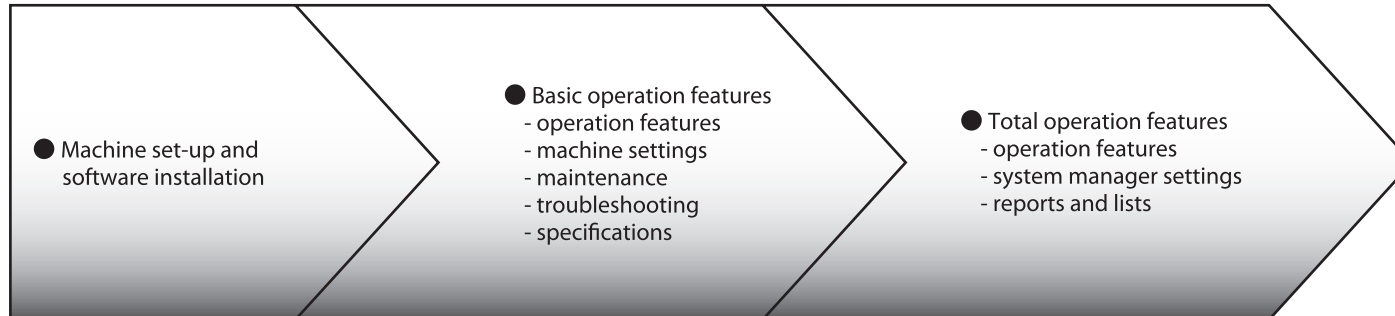 ● Machine set-up and
software installation
● Basic operation features
- operation features
- machine settings
- maintenance
- troubleshooting
- specifications
● Total operation features
- operation features
- system manager settings
- reports and lists